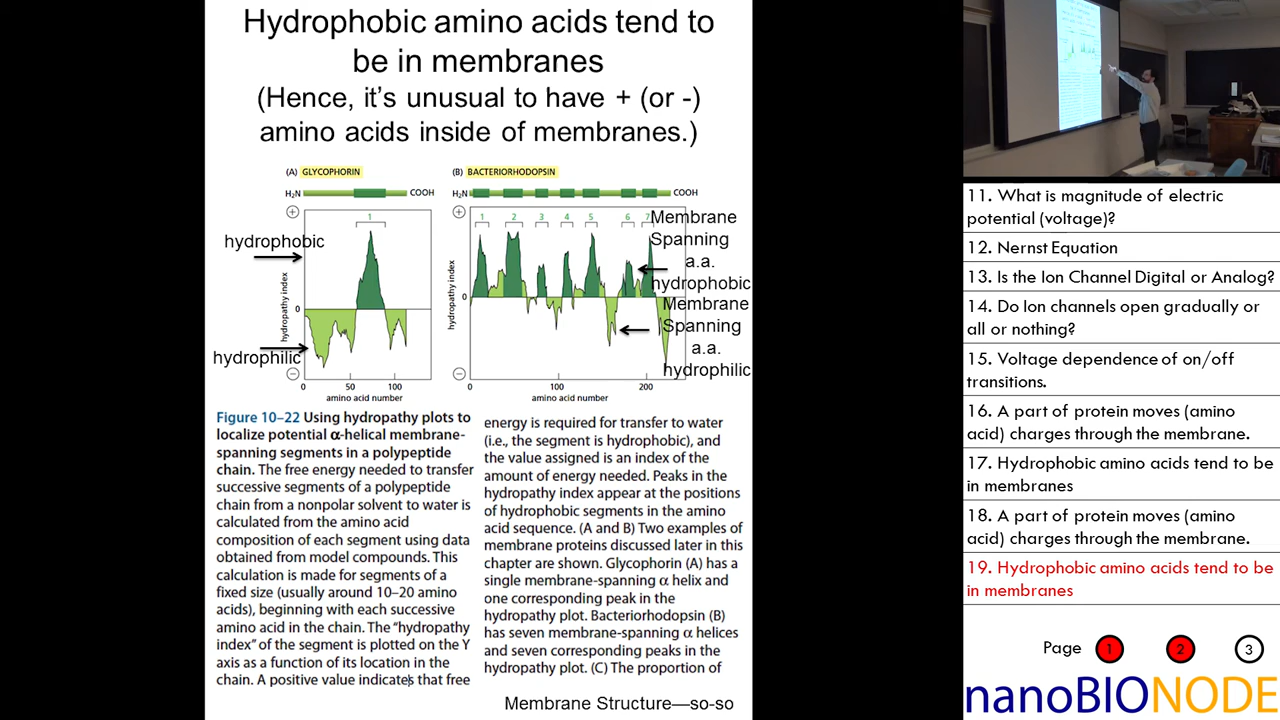 Hydrophobic amino acids tend to
be in membranes
(Hence, it's unusual to have + (or -)
amino acids inside of membranes.)
(A) GLYCOPHORIN
H₂N
COOH
1
hydrophobic
hydropathy index
0
hydrophilic
0 50 100
amino acid number
(B) BACTERIORHODOPSIN
H₂N
COOH
1 2 3 4 5 6 7
hydropathy index
0
Membrane
Spanning
a.a.
hydrophobic
Membrane
Spanning
a.a.
hydrophilic
0 100 200
amino acid number
Figure 10–22 Using hydropathy plots to
localize potential α-helical membrane-
spanning segments in a polypeptide
chain. The free energy needed to transfer
successive segments of a polypeptide
chain from a nonpolar solvent to water is
calculated from the amino acid
composition of each segment using data
obtained from model compounds. This
calculation is made for segments of a
fixed size (usually around 10–20 amino
acids), beginning with each successive
amino acid in the chain. The "hydropathy
index" of the segment is plotted on the Y
axis as a function of its location in the
chain. A positive value indicates that free
energy is required for transfer to water
(i.e., the segment is hydrophobic), and
the value assigned is an index of the
amount of energy needed. Peaks in the
hydropathy index appear at the positions
of hydrophobic segments in the amino
acid sequence. (A and B) Two examples of
membrane proteins discussed later in this
chapter are shown. Glycophorin (A) has a
single membrane-spanning α helix and
one corresponding peak in the
hydropathy plot. Bacteriorhodopsin (B)
has seven membrane-spanning α helices
and seven corresponding peaks in the
hydropathy plot. (C) The proportion of
Membrane Structure—so-so
11. What is magnitude of electric
potential (voltage)?
12. Nernst Equation
13. Is the Ion Channel Digital or Analog?
14. Do Ion channels open gradually or
all or nothing?
15. Voltage dependence of on/off
transitions.
16. A part of protein moves (amino
acid) charges through the membrane.
17. Hydrophobic amino acids tend to be
in membranes
18. A part of protein moves (amino
acid) charges through the membrane.
19. Hydrophobic amino acids tend to be
in membranes
Page 1 2 3
nanoBIONODE